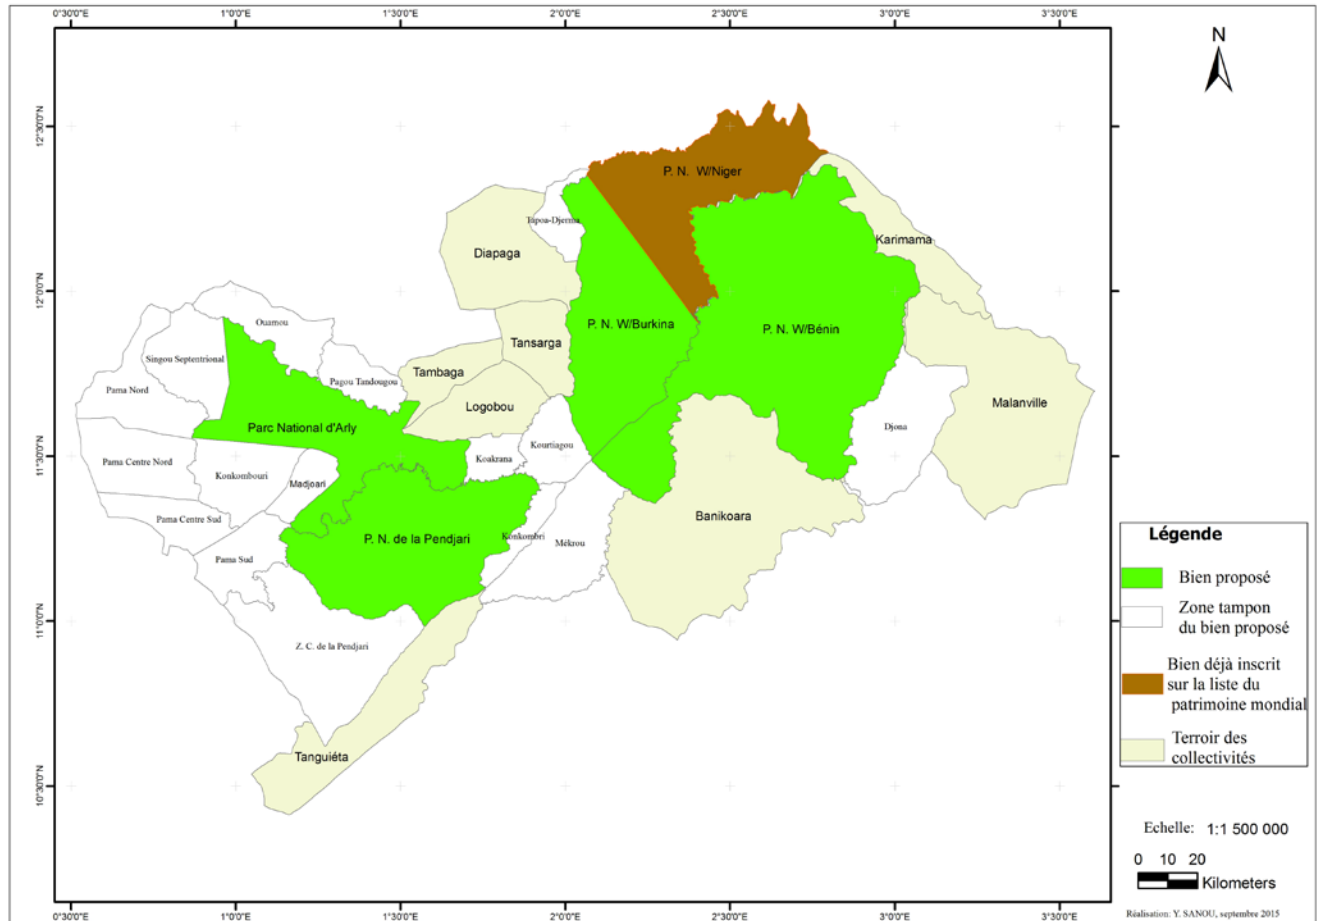 0°30'0"E 1°0'0"E 1°30'0"E 2°0'0"E 2°30'0"E 3°0'0"E 3°30'0"E
N
12°30'0"N
12°0'0"N
11°30'0"N
11°0'0"N
10°30'0"N
P. N. W/Niger
Tapoa-Djerma
Karimama
Diapaga
P. N. W/Burkina
P. N. W/Bénin
Ouamou
Tansarga
Singou Septentrional
Tambaga
Pagou Tandougou
Pama Nord
Logobou
Malanville
Parc National d'Arly
Djona
Kourtiagou
Koakrana
Pama Centre Nord
Konkombouri
Madjoari
Banikoara
Pama Centre Sud
P. N. de la Pendjari
Konkombri
Mékrou
Pama Sud
Z. C. de la Pendjari
Tanguiéta
Légende
Bien proposé
Zone tampon
du bien proposé
Bien déjà inscrit
sur la liste du
patrimoine mondial
Terroir des
collectivités
Echelle: 1:1 500 000
0 10 20
Kilometers
Réalisation: Y. SANOU, septembre 2015
0°30'0"E 1°0'0"E 1°30'0"E 2°0'0"E 2°30'0"E 3°0'0"E 3°30'0"E